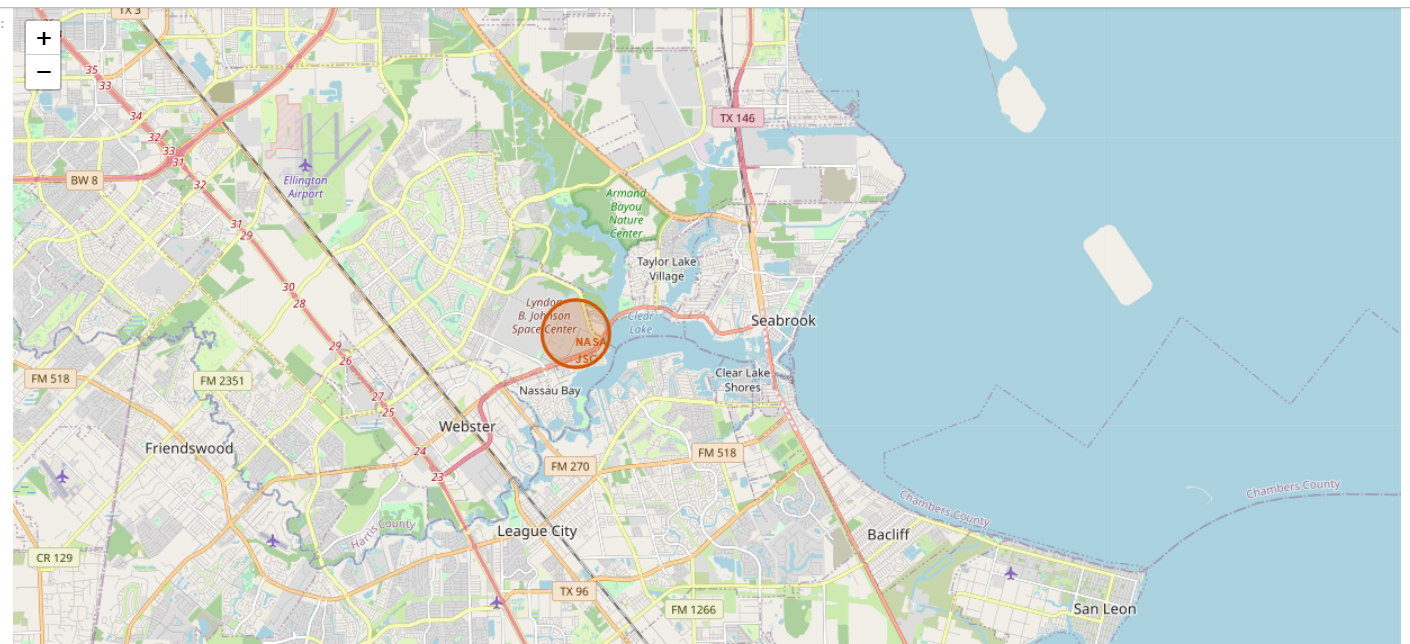 TX 3
+
−
35
33
34
32
33
31
TX 146
BW 8
32
Ellington
Airport
Armand
Bayou
Nature
Center
31
29
Taylor Lake
Village
30
28
Lyndon
B. Johnson
Space Center
Clear
Lake
Seabrook
NASA
JSC
29
26
FM 518
FM 2351
Nassau Bay
Clear Lake
Shores
27
25
Webster
Friendswood
24
FM 518
FM 270
23
Chambers County
Chambers County
Harris County
League City
Bacliff
CR 129
TX 96
FM 1266
San Leon